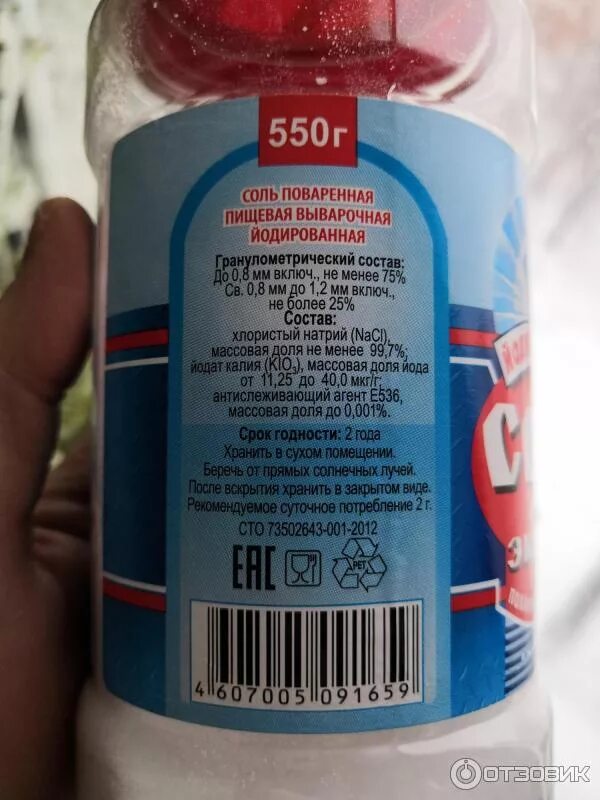 550г
СОЛЬ ПОВАРЕННАЯ
ПИЩЕВАЯ ВЫВАРОЧНАЯ
ЙОДИРОВАННАЯ
Гранулометрический состав:
До 0,8 мм включ., не менее 75%
Св. 0,8 мм до 1,2 мм включ.,
не более 25%
Состав:
хлористый натрий (NaCl),
массовая доля не менее 99,7%;
йодат калия (KIO₃), массовая доля йода
от 11,25 до 40,0 мкг/г;
антислеживающий агент Е536,
массовая доля до 0,001%.
Срок годности: 2 года
Хранить в сухом помещении.
Беречь от прямых солнечных лучей.
После вскрытия хранить в закрытом виде.
Рекомендуемое суточное потребление 2 г.
СТО 73502643-001-2012
EAC
PET
4 607005 091659
ОТЗОВИК